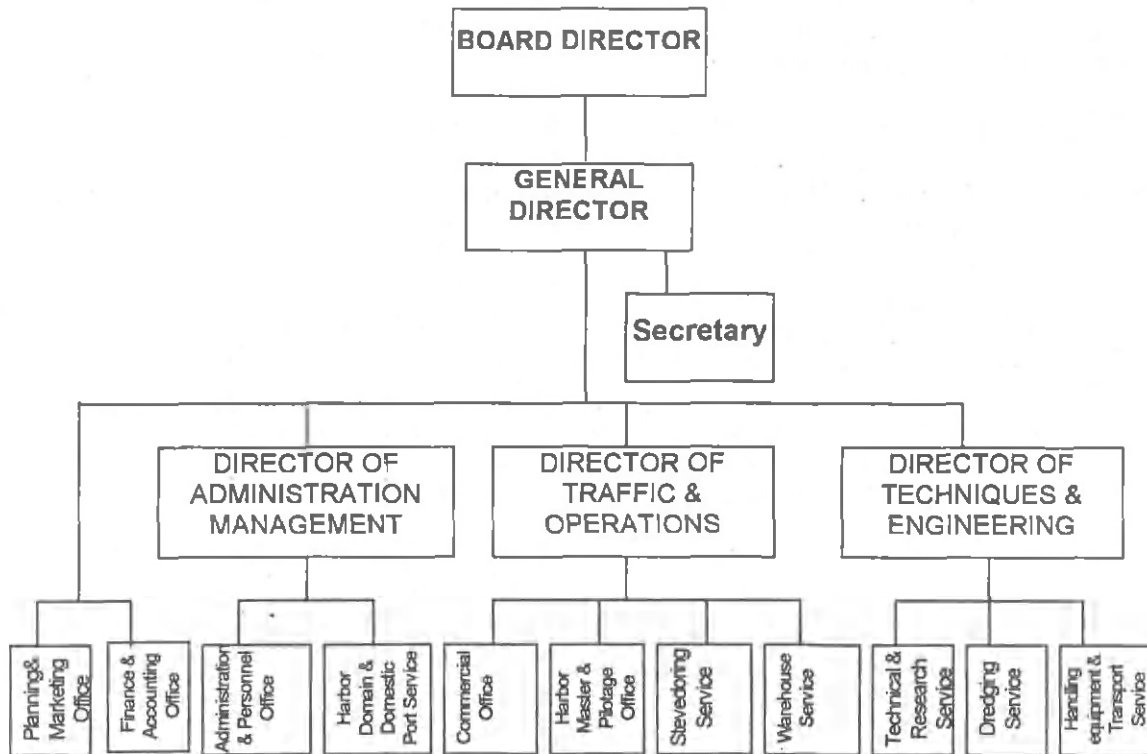 BOARD DIRECTOR
GENERAL
DIRECTOR
Secretary
DIRECTOR OF
ADMINISTRATION
MANAGEMENT
DIRECTOR OF
TRAFFIC &
OPERATIONS
DIRECTOR OF
TECHNIQUES &
ENGINEERING
Planning&
Marketing
Office
Finance &
Accounting
Office
Administration
& Personnel
Office
Harbor
Domain &
Domestic
Port Service
Commercial
Office
Harbor
Master &
Pilotage
Office
Stevedoring
Service
Warehouse
Service
Technical &
Research
Service
Dredging
Service
Handling
equipment &
Transport
Service